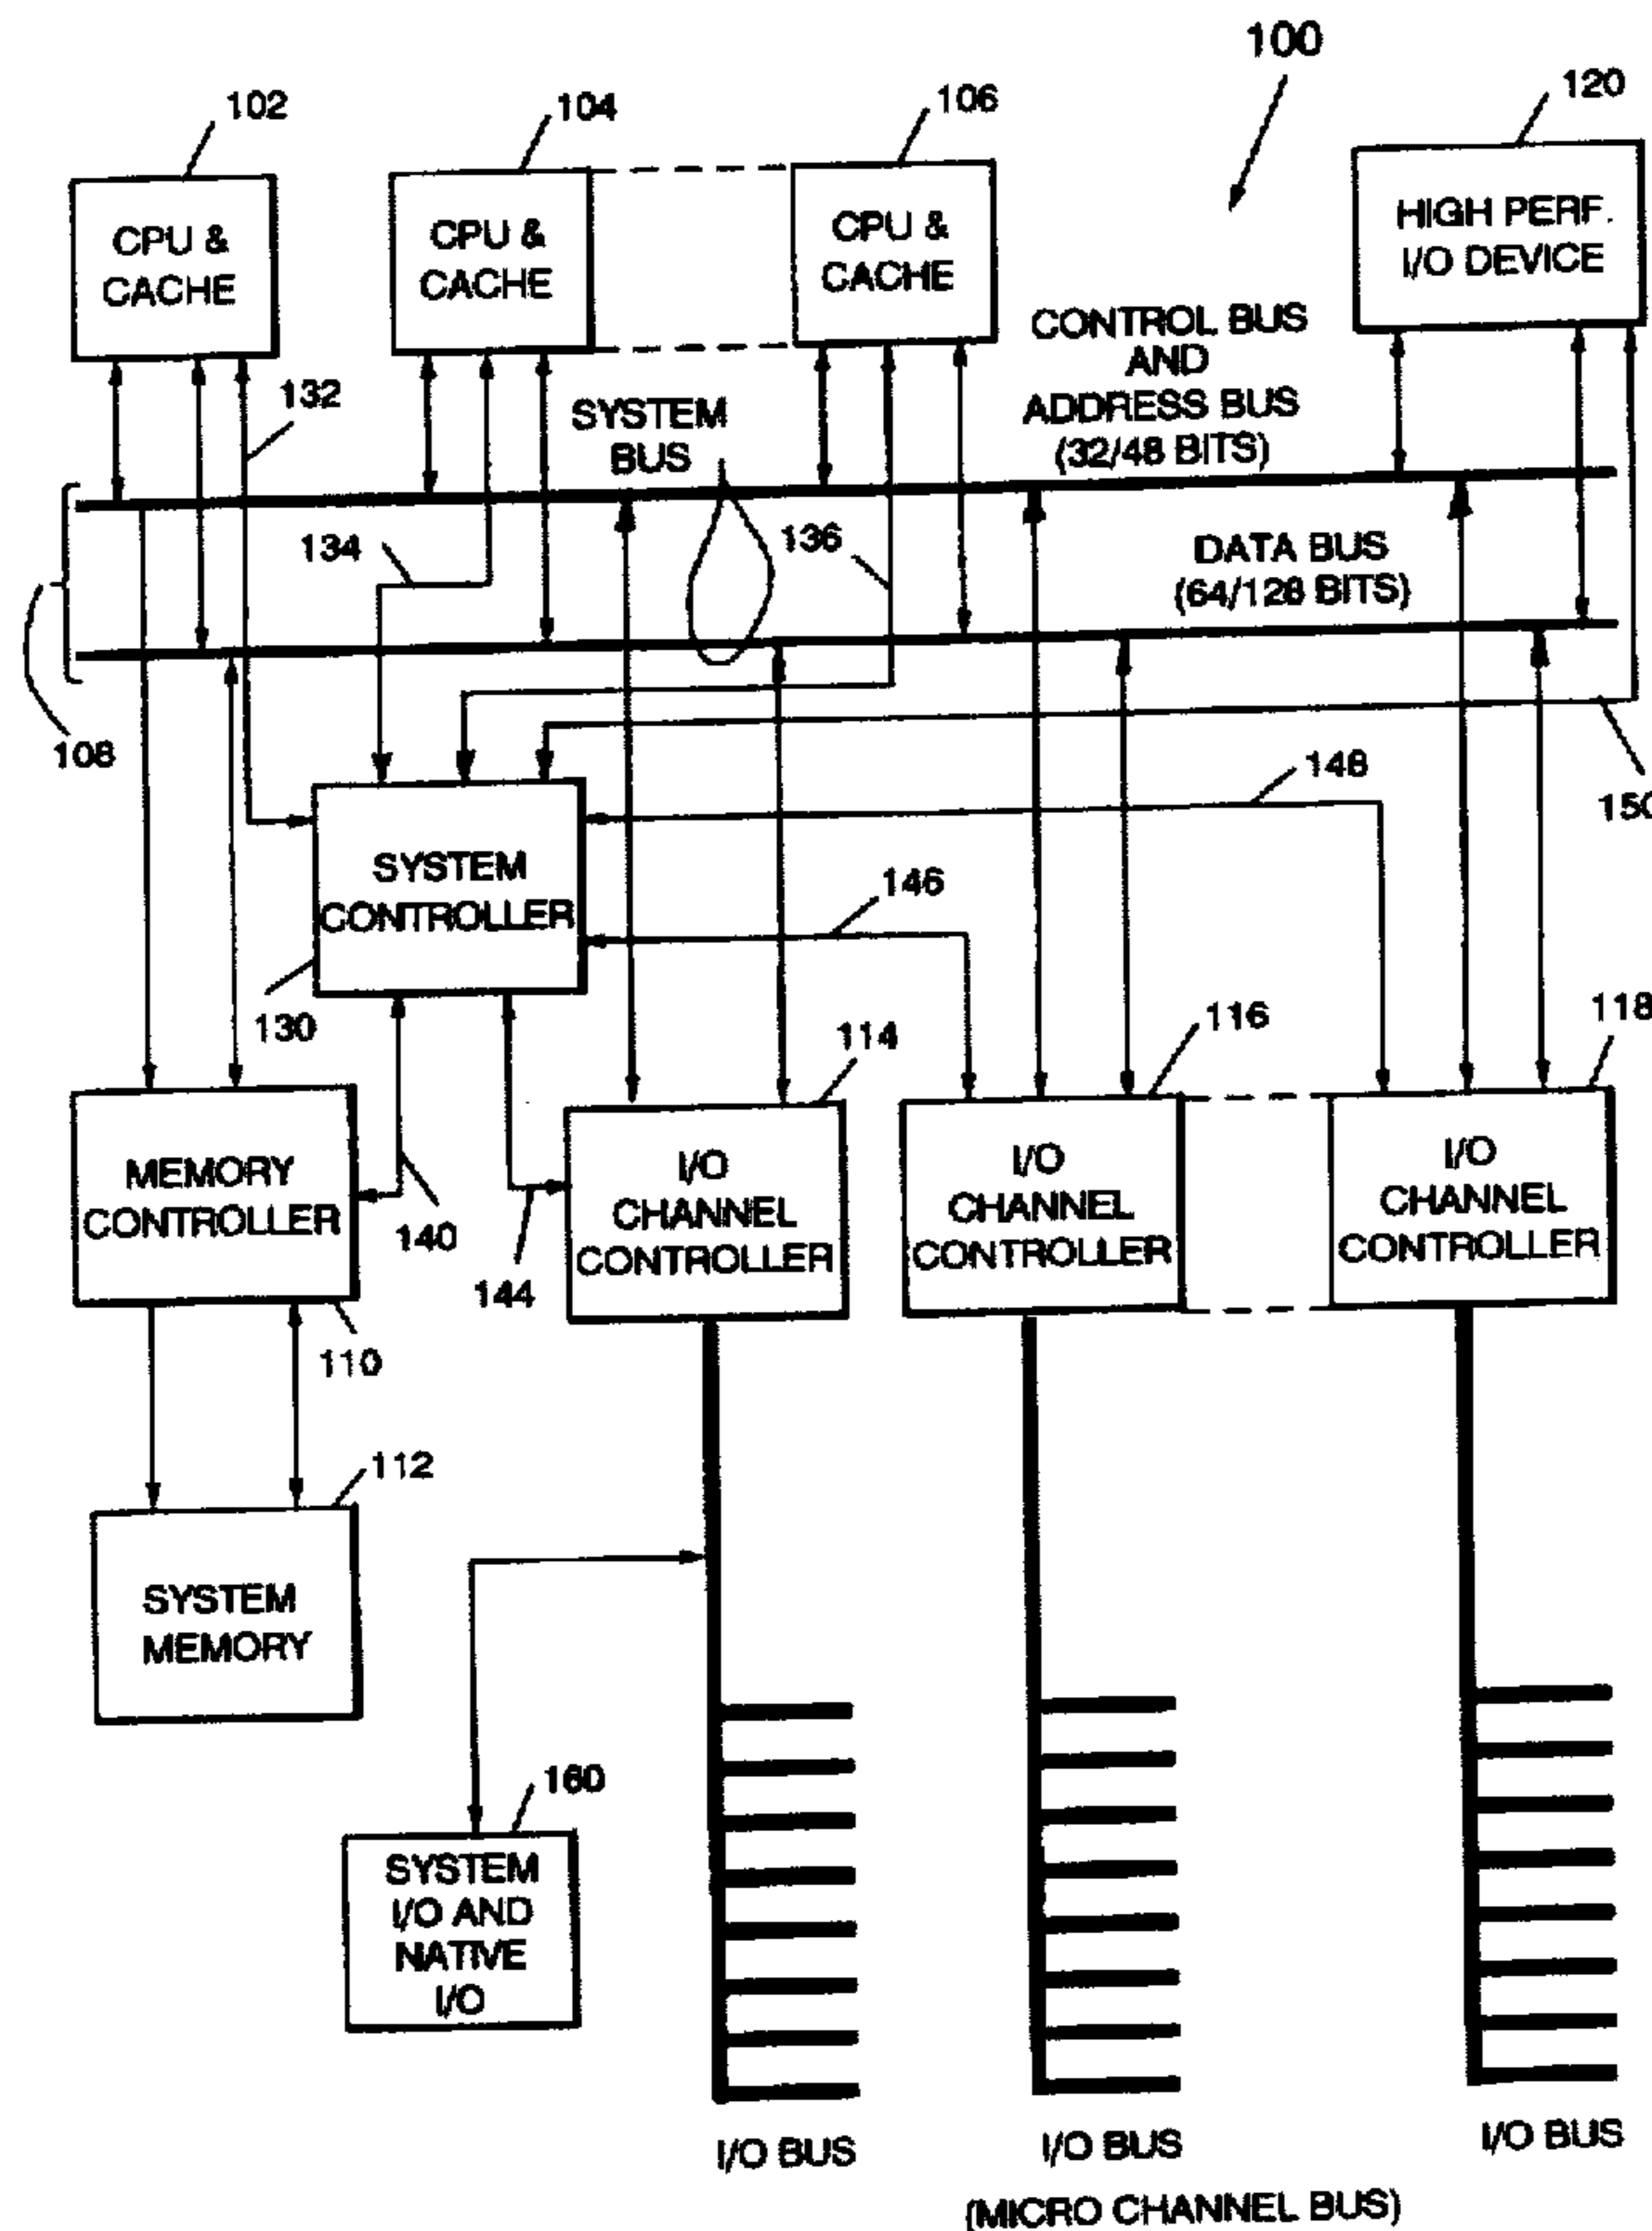 100
102
104
106
120
CPU &
CACHE
CPU &
CACHE
CPU &
CACHE
HIGH PERF.
I/O DEVICE
CONTROL BUS
AND
ADDRESS BUS
(32/48 BITS)
132
SYSTEM
BUS
134
136
DATA BUS
(64/128 BITS)
108
148
150
SYSTEM
CONTROLLER
146
130
114
116
118
MEMORY
CONTROLLER
140
144
I/O
CHANNEL
CONTROLLER
I/O
CHANNEL
CONTROLLER
I/O
CHANNEL
CONTROLLER
110
112
SYSTEM
MEMORY
160
SYSTEM
I/O AND
NATIVE
I/O
I/O BUS
I/O BUS
I/O BUS
(MICRO CHANNEL BUS)